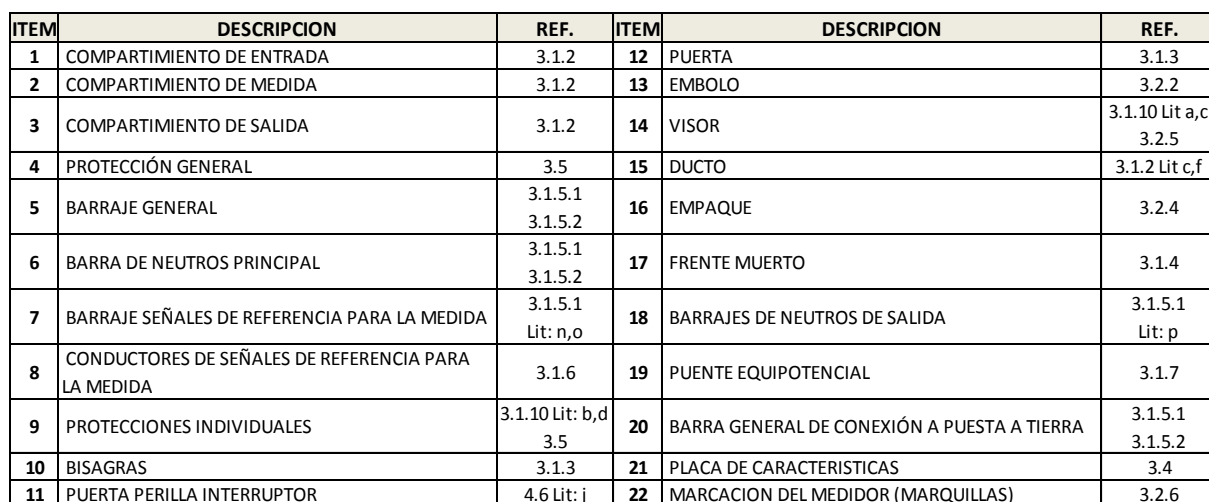 ITEM DESCRIPCION REF. ITEM DESCRIPCION REF.
1 COMPARTIMIENTO DE ENTRADA 3.1.2 12 PUERTA 3.1.3
2 COMPARTIMIENTO DE MEDIDA 3.1.2 13 EMBOLO 3.2.2
3 COMPARTIMIENTO DE SALIDA 3.1.2 14 VISOR 3.1.10 Lit a,c
3.2.5
4 PROTECCIÓN GENERAL 3.5 15 DUCTO 3.1.2 Lit c,f
5 BARRAJE GENERAL 3.1.5.1
3.1.5.2
16 EMPAQUE 3.2.4
6 BARRA DE NEUTROS PRINCIPAL 3.1.5.1
3.1.5.2
17 FRENTE MUERTO 3.1.4
7 BARRAJE SEÑALES DE REFERENCIA PARA LA MEDIDA 3.1.5.1
Lit: n,o
18 BARRAJES DE NEUTROS DE SALIDA 3.1.5.1
Lit: p
8 CONDUCTORES DE SEÑALES DE REFERENCIA PARA
LA MEDIDA 3.1.6
19 PUENTE EQUIPOTENCIAL 3.1.7
9 PROTECCIONES INDIVIDUALES 3.1.10 Lit: b,d
3.5
20 BARRA GENERAL DE CONEXIÓN A PUESTA A TIERRA 3.1.5.1
3.1.5.2
10 BISAGRAS 3.1.3 21 PLACA DE CARACTERISTICAS 3.4
11 PUERTA PERILLA INTERRUPTOR 4.6 Lit: j 22 MARCACION DEL MEDIDOR (MARQUILLAS) 3.2.6